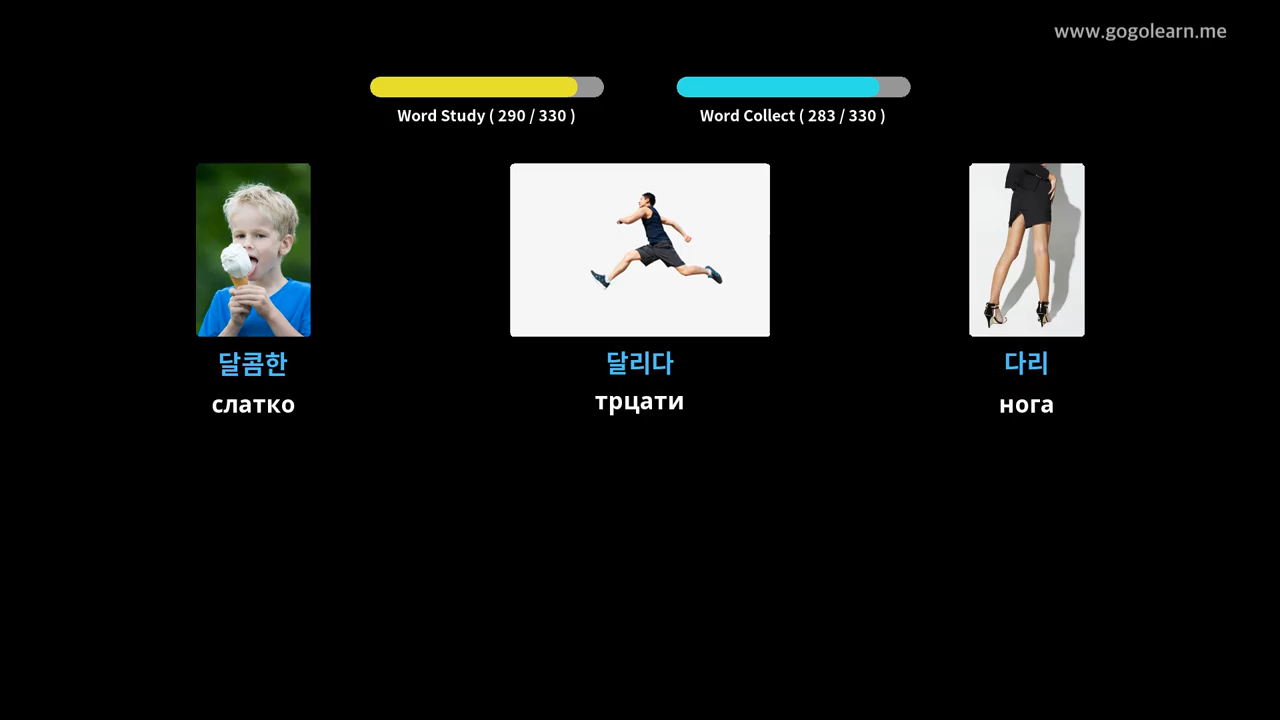 www.gogolearn.me
Word Study ( 290 / 330 )
Word Collect ( 283 / 330 )
달콤한
слатко
달리다
трцати
다리
нога